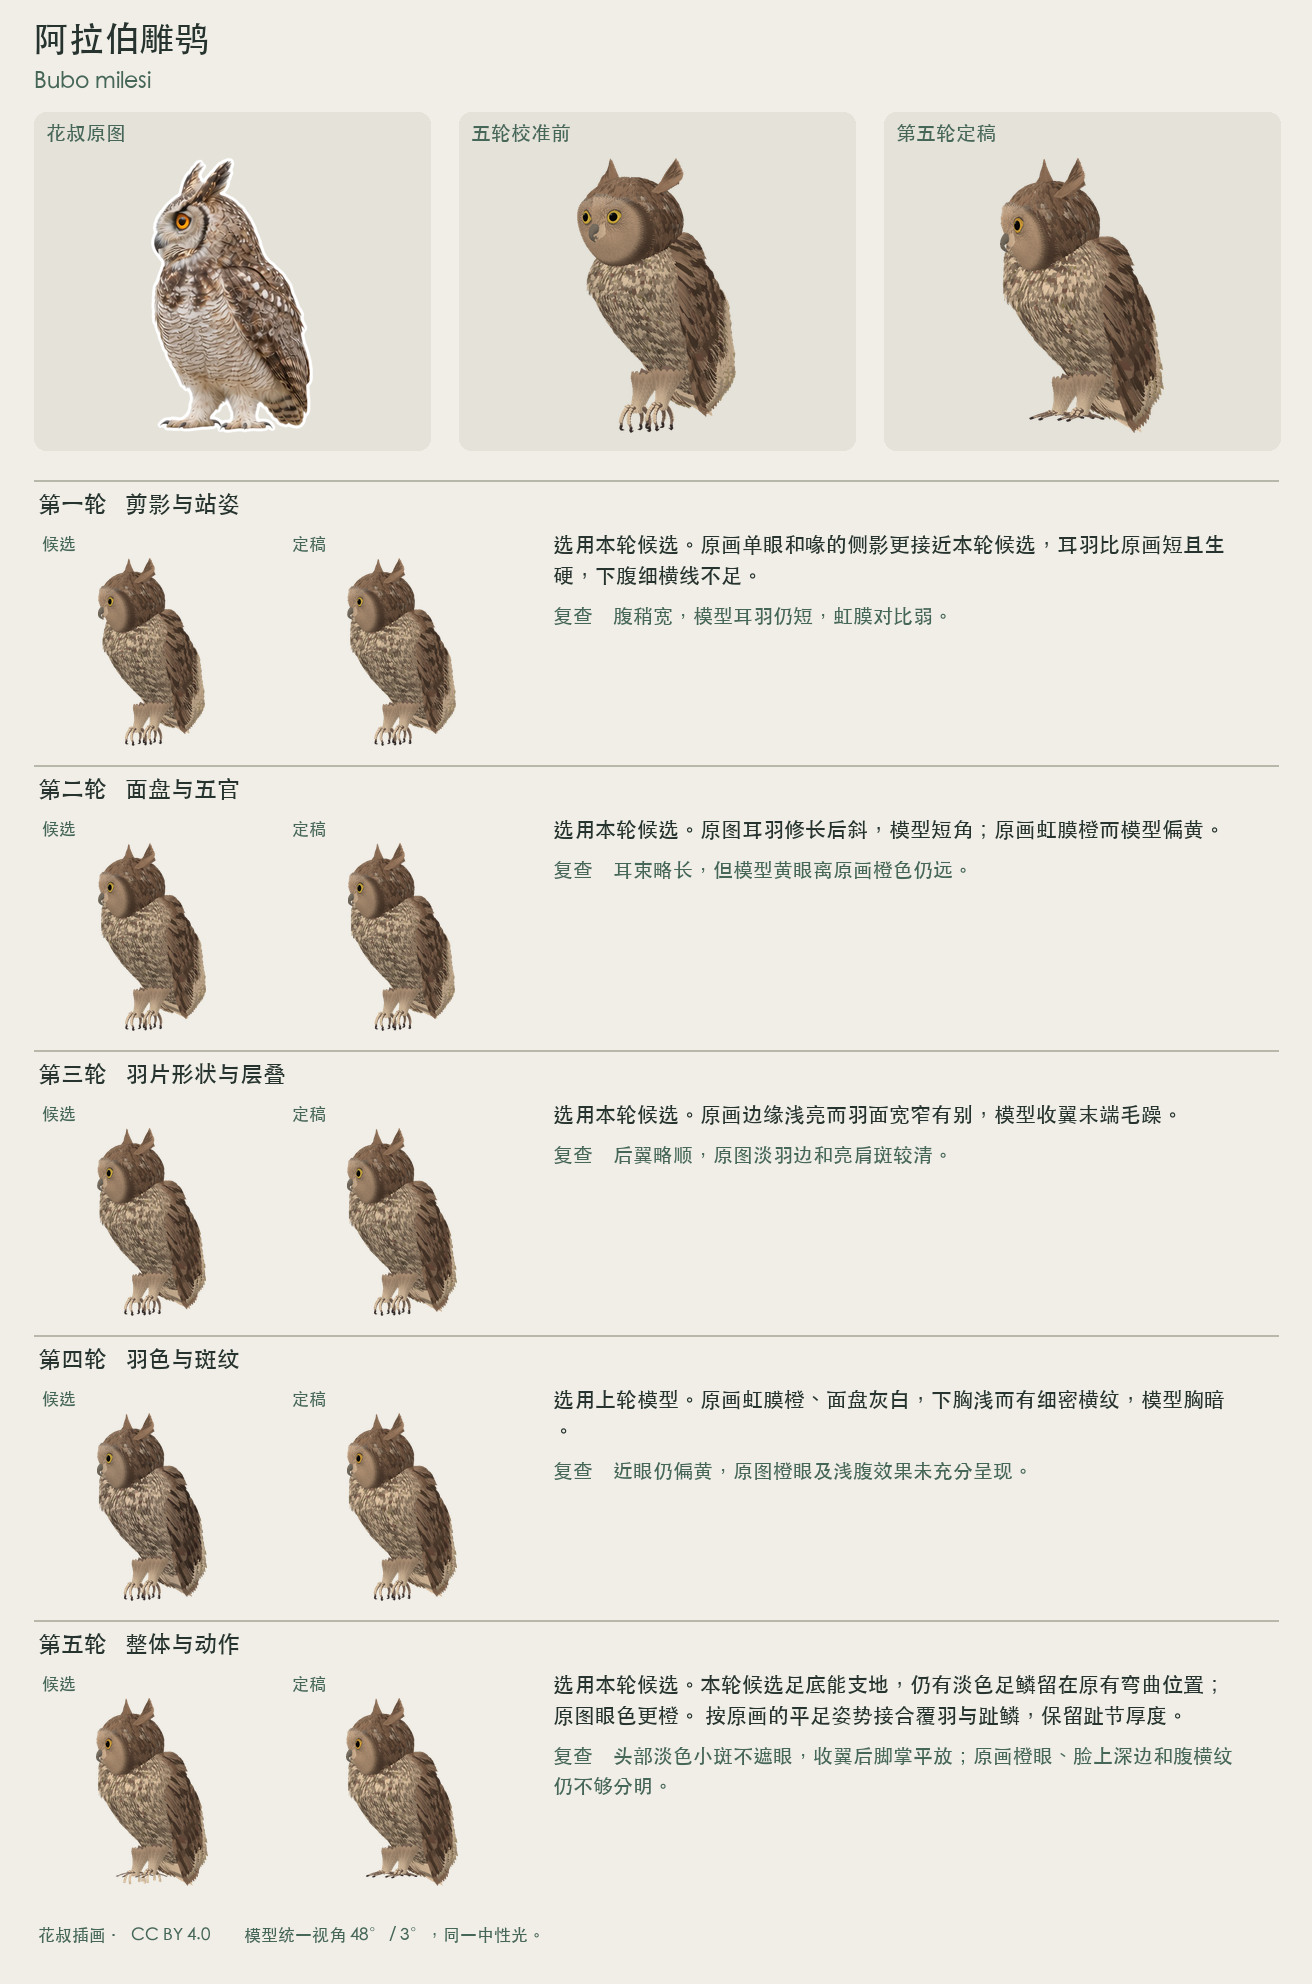 阿拉伯雕鸮
Bubo milesi
花叔原图
五轮校准前
第五轮定稿
第一轮 剪影与站姿
候选
定稿
选用本轮候选。原画单眼和喙的侧影更接近本轮候选，耳羽比原画短且生
硬，下腹细横线不足。
复查 腹稍宽，模型耳羽仍短，虹膜对比弱。
第二轮 面盘与五官
候选
定稿
选用本轮候选。原图耳羽修长后斜，模型短角；原画虹膜橙而模型偏黄。
复查 耳束略长，但模型黄眼离原画橙色仍远。
第三轮 羽片形状与层叠
候选
定稿
选用本轮候选。原画边缘浅亮而羽面宽窄有别，模型收翼末端毛躁。
复查 后翼略顺，原图淡羽边和亮肩斑较清。
第四轮 羽色与斑纹
候选
定稿
选用上轮模型。原画虹膜橙、面盘灰白，下胸浅而有细密横纹，模型胸暗
。
复查 近眼仍偏黄，原图橙眼及浅腹效果未充分呈现。
第五轮 整体与动作
候选
定稿
选用本轮候选。本轮候选足底能支地，仍有淡色足鳞留在原有弯曲位置；
原图眼色更橙。 按原画的平足姿势接合覆羽与趾鳞，保留趾节厚度。
复查 头部淡色小斑不遮眼，收翼后脚掌平放；原画橙眼、脸上深边和腹横纹
仍不够分明。
花叔插画 · CC BY 4.0 模型统一视角 48° / 3° ，同一中性光。